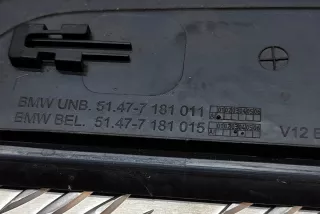 BMW UNB. 51.47-7 181 011
BMW BEL. 51.47-7 181 015
V12 E